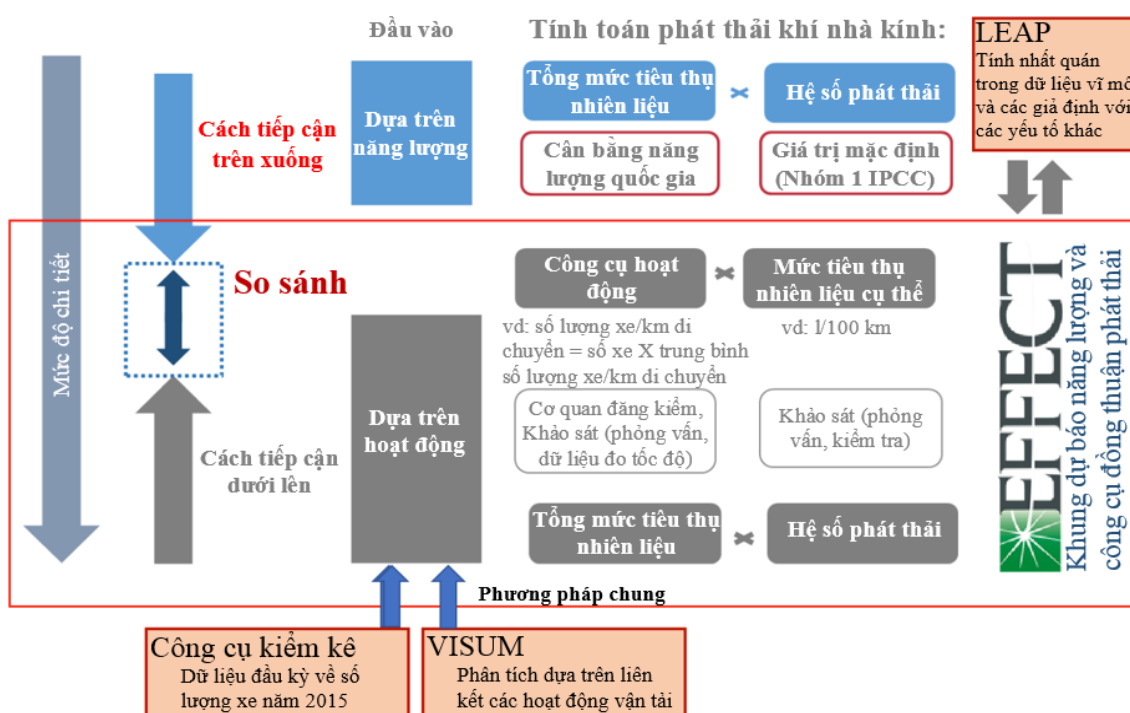 Đầu vào
Tính toán phát thải khí nhà kính:
LEAP
Tính nhất quán
trong dữ liệu vĩ mô
và các giả định với
các yếu tố khác
Mức độ chi tiết
Cách tiếp cận
trên xuống
Dựa trên
năng lượng
Tổng mức tiêu thụ
nhiên liệu
×
Hệ số phát thải
Cân bằng năng
lượng quốc gia
Giá trị mặc định
(Nhóm 1 IPCC)
So sánh
Công cụ hoạt
động
×
Mức tiêu thụ
nhiên liệu cụ thể
vd: số lượng xe/km di
chuyển = số xe X trung bình
số lượng xe/km di chuyển
vd: l/100 km
Cách tiếp cận
dưới lên
Dựa trên
hoạt động
Cơ quan đăng kiểm,
Khảo sát (phỏng vấn,
dữ liệu đo tốc độ)
Khảo sát (phỏng
vấn, kiểm tra)
Tổng mức tiêu thụ
nhiên liệu
×
Hệ số phát thải
EFFECT
Khung dự báo năng lượng và
công cụ đồng thuận phát thải
Phương pháp chung
Công cụ kiểm kê
Dữ liệu đầu kỳ về số
lượng xe năm 2015
VISUM
Phân tích dựa trên liên
kết các hoạt động vận tải